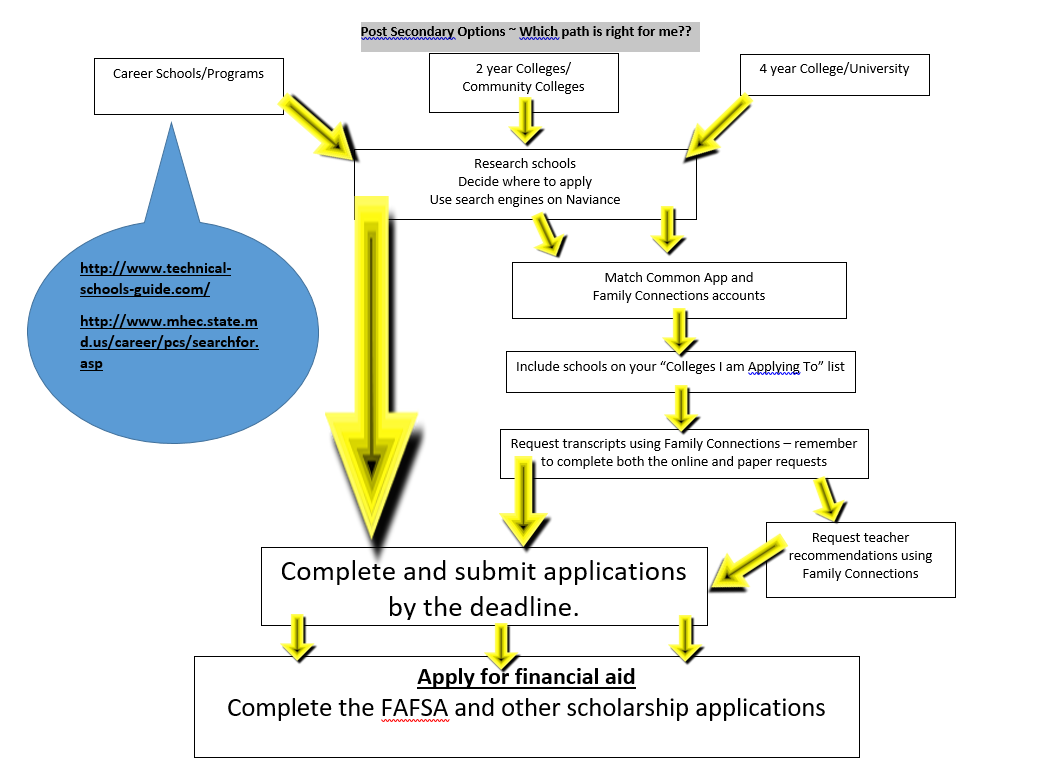 Post Secondary Options ~ Which path is right for me??
Career Schools/Programs
2 year Colleges/
Community Colleges
4 year College/University
Research schools
Decide where to apply
Use search engines on Naviance
http://www.technical-
schools-guide.com/
http://www.mhec.state.m
d.us/career/pcs/searchfor.
asp
Match Common App and
Family Connections accounts
Include schools on your “Colleges I am Applying To” list
Request transcripts using Family Connections – remember
to complete both the online and paper requests
Request teacher
recommendations using
Family Connections
Complete and submit applications
by the deadline.
Apply for financial aid
Complete the FAFSA and other scholarship applications